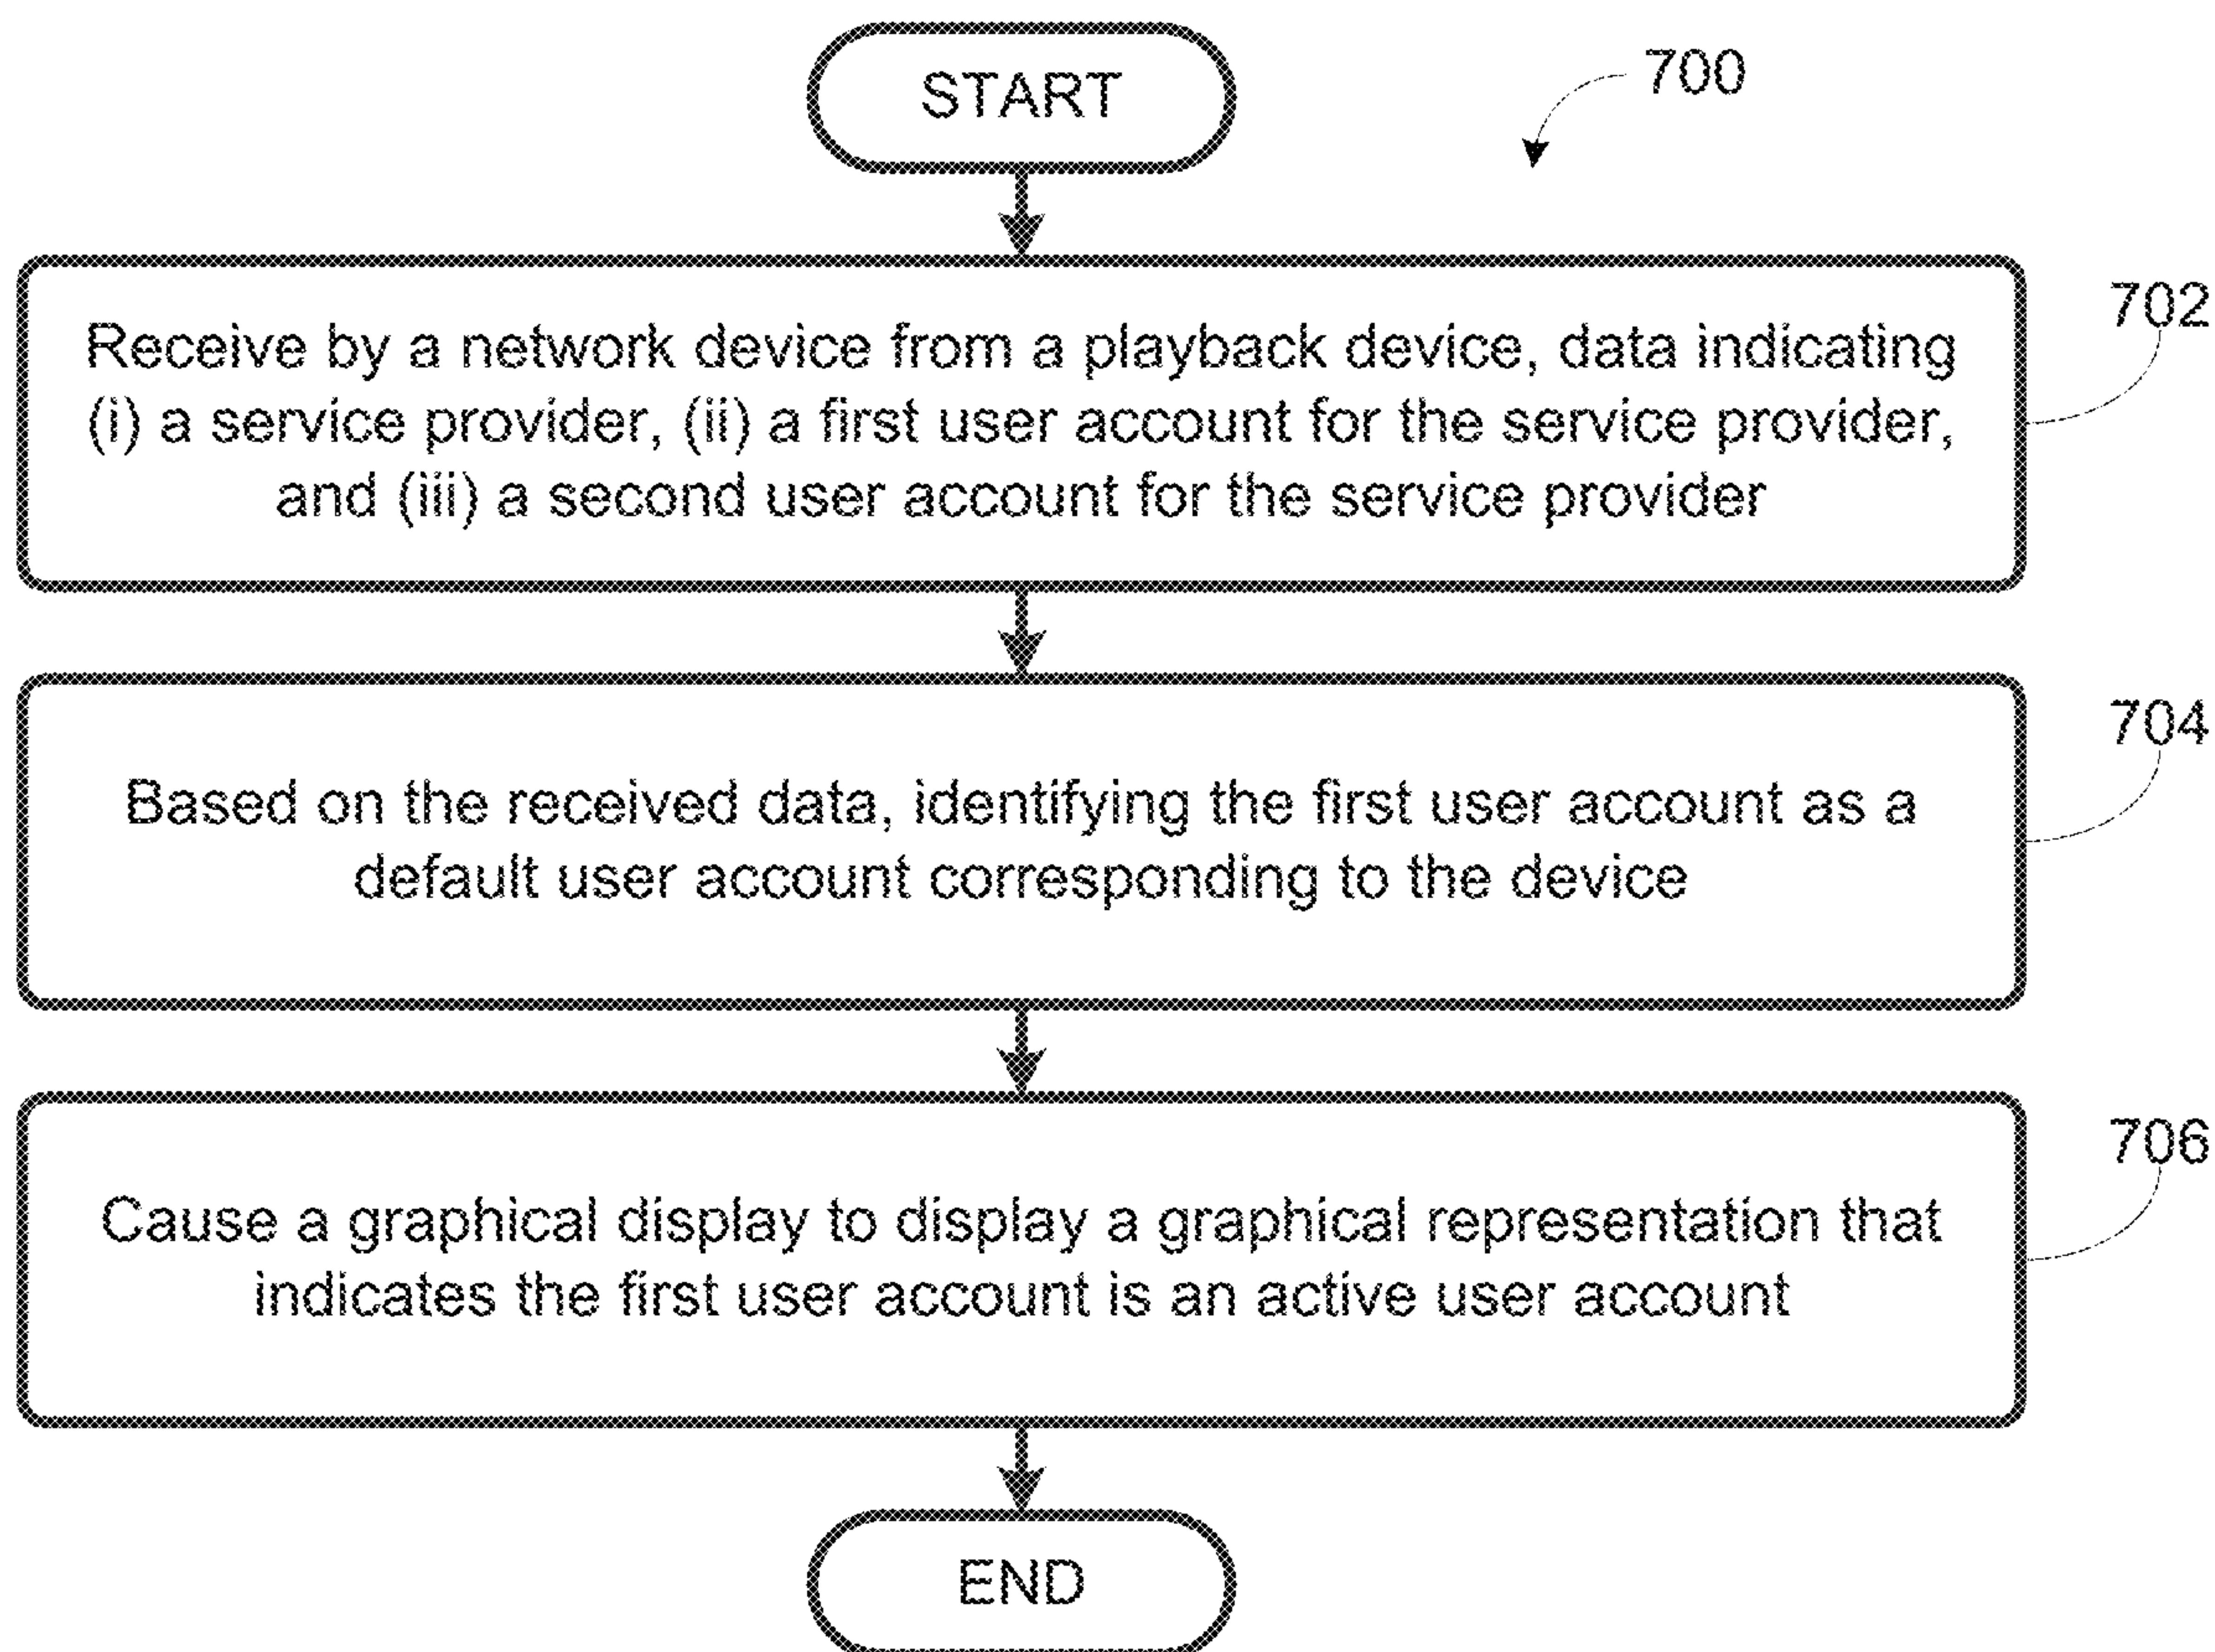 START
700
Receive by a network device from a playback device, data indicating
(i) a service provider, (ii) a first user account for the service provider,
and (iii) a second user account for the service provider
702
Based on the received data, identifying the first user account as a
default user account corresponding to the device
704
Cause a graphical display to display a graphical representation that
indicates the first user account is an active user account
706
END